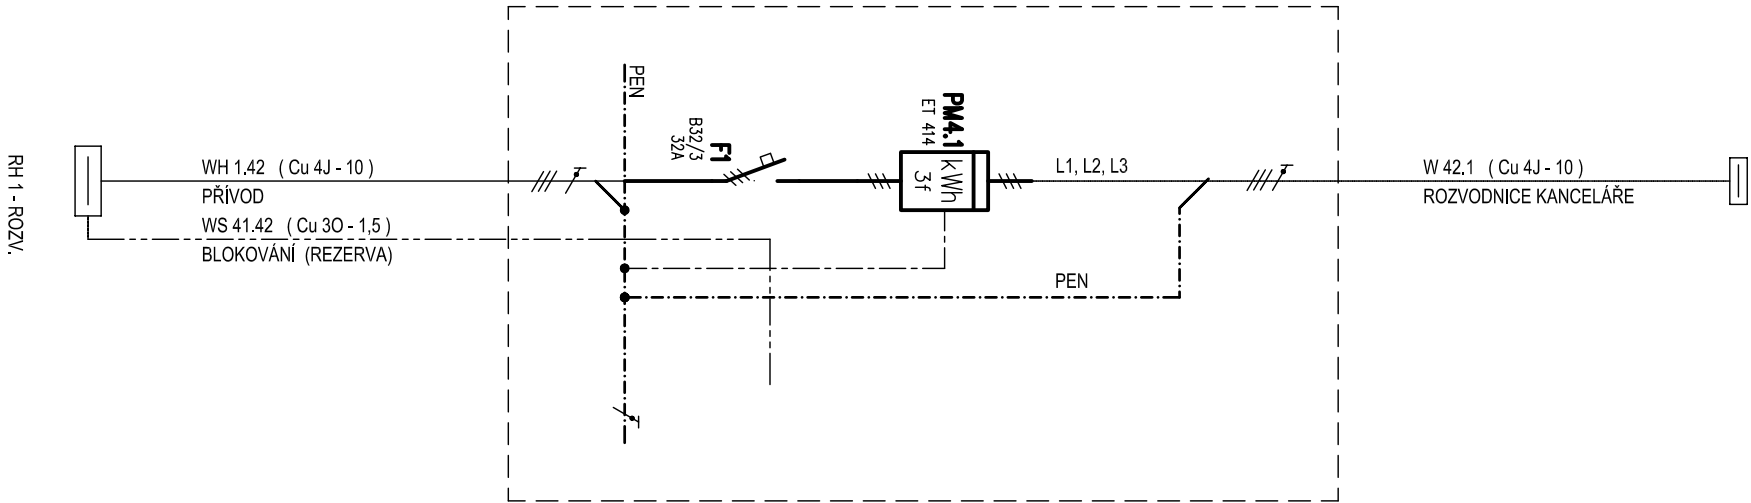 RH 1 - ROZV.
WH 1.42 ( Cu 4J - 10 )
PŘÍVOD
WS 41.42 ( Cu 3O - 1,5 )
BLOKOVÁNÍ (REZERVA)
PEN
F1
B32/3
32A
PM4.1
ET 414
kWh
3f
L1, L2, L3
PEN
W 42.1 ( Cu 4J - 10 )
ROZVODNICE KANCELÁŘE